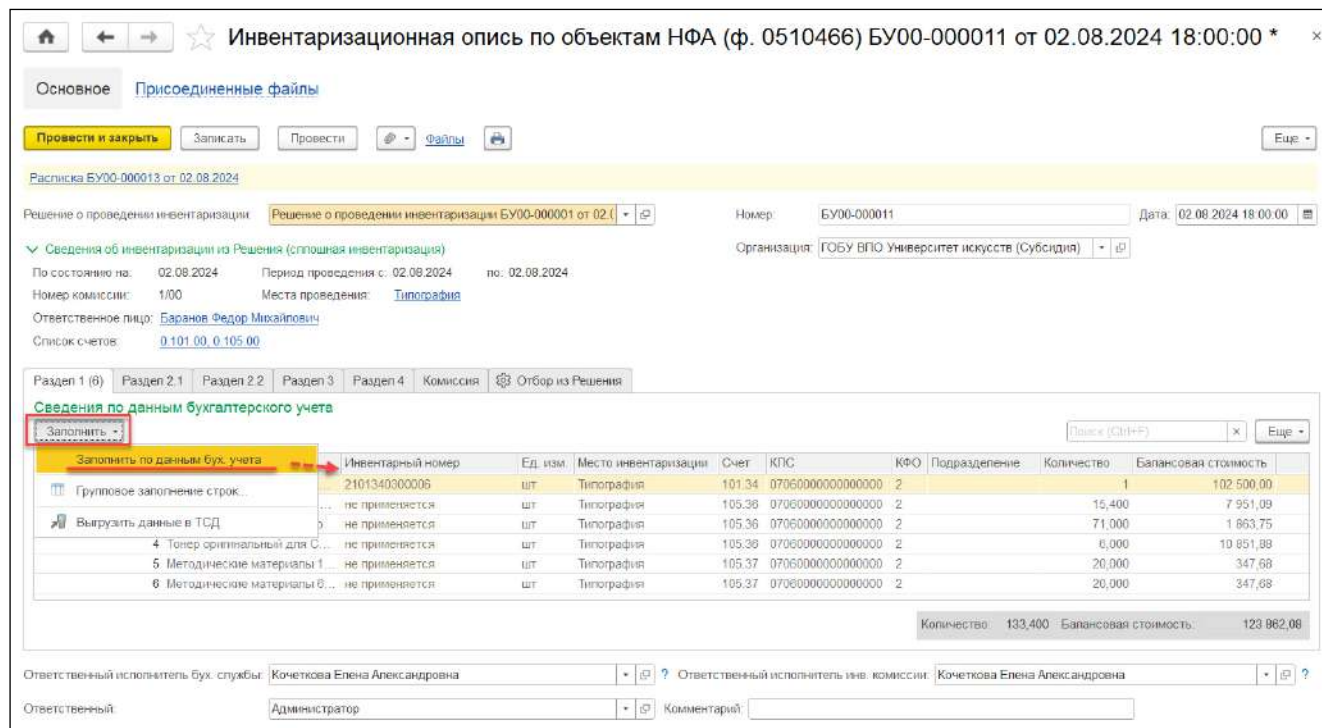 Инвентаризационная опись по объектам НФА (ф. 0510466) БУ00-000011 от 02.08.2024 18:00:00 * ×
Основное Присоединенные файлы
Провести и закрыть Записать Провести Файлы Еще
Расписка БУ00-000013 от 02.08.2024
Решение о проведении инвентаризации: Решение о проведении инвентаризации БУ00-000001 от 02.( Номер: БУ00-000011 Дата: 02.08.2024 18:00:00
Сведения об инвентаризации из Решения (сплошная инвентаризация) Организация: ГОБУ ВПО Университет искусств (Субсидия)
По состоянию на: 02.08.2024 Период проведения с: 02.08.2024 по: 02.08.2024
Номер комиссии: 1/00 Места проведения: Типография
Ответственное лицо: Баранов Федор Михайлович
Список счетов: 0.101.00, 0.105.00
Раздел 1 (6) Раздел 2.1 Раздел 2.2 Раздел 3 Раздел 4 Комиссия Отбор из Решения
Сведения по данным бухгалтерского учета
Заполнить Поиск (Ctrl+F) × Еще
Заполнить по данным бух. учета Инвентарный номер Ед. изм. Место инвентаризации Счет КПС КФО Подразделение Количество Балансовая стоимость
... 2101340300006 шт Типография 101.34 07060000000000000 2 1 102 500,00
Групповое заполнение строк... ... не применяется шт Типография 105.36 07060000000000000 2 15,400 7 951,09
Выгрузить данные в ТСД не применяется шт Типография 105.36 07060000000000000 2 71,000 1 863,75
4 Тонер оригинальный для С... не применяется шт Типография 105.36 07060000000000000 2 6,000 10 851,88
5 Методические материалы 1... не применяется шт Типография 105.37 07060000000000000 2 20,000 347,68
6 Методические материалы 6... не применяется шт Типография 105.37 07060000000000000 2 20,000 347,68
Количество: 133,400 Балансовая стоимость: 123 862,08
Ответственный исполнитель бух. службы: Кочеткова Елена Александровна ? Ответственный исполнитель инв. комиссии: Кочеткова Елена Александровна ?
Ответственный: Администратор Комментарий: